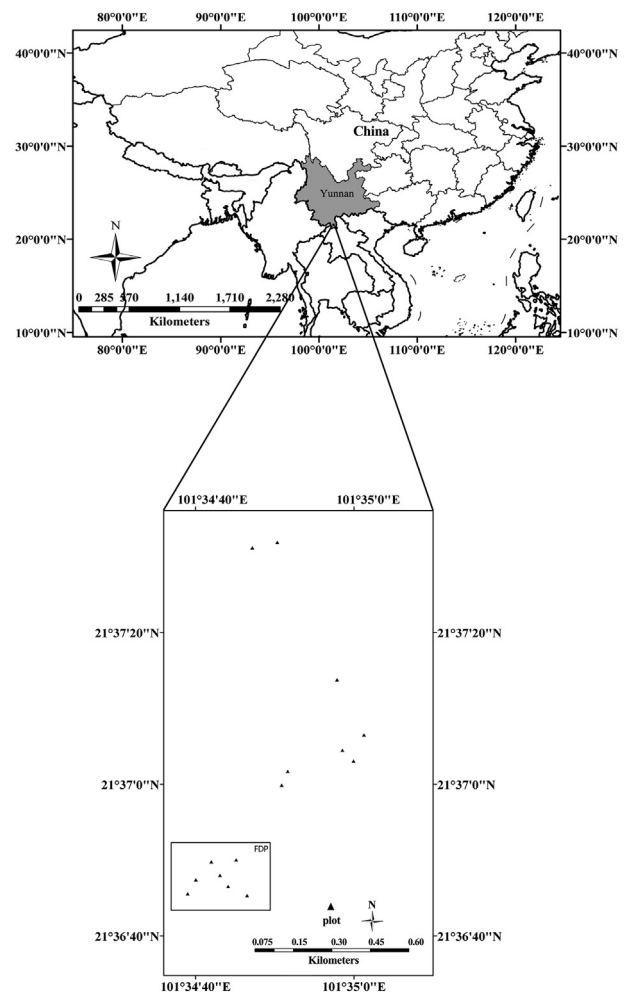 80°0'0"E 90°0'0"E 100°0'0"E 110°0'0"E 120°0'0"E
40°0'0"N 40°0'0"N
China
30°0'0"N 30°0'0"N
Yunnan
N
20°0'0"N 20°0'0"N
0 285 570 1,140 1,710 2,280
Kilometers
10°0'0"N 10°0'0"N
80°0'0"E 90°0'0"E 100°0'0"E 110°0'0"E 120°0'0"E
101°34'40"E 101°35'0"E
21°37'20"N 21°37'20"N
21°37'0"N 21°37'0"N
FDP
N
plot
21°36'40"N 21°36'40"N
0.075 0.15 0.30 0.45 0.60
Kilometers
101°34'40"E 101°35'0"E